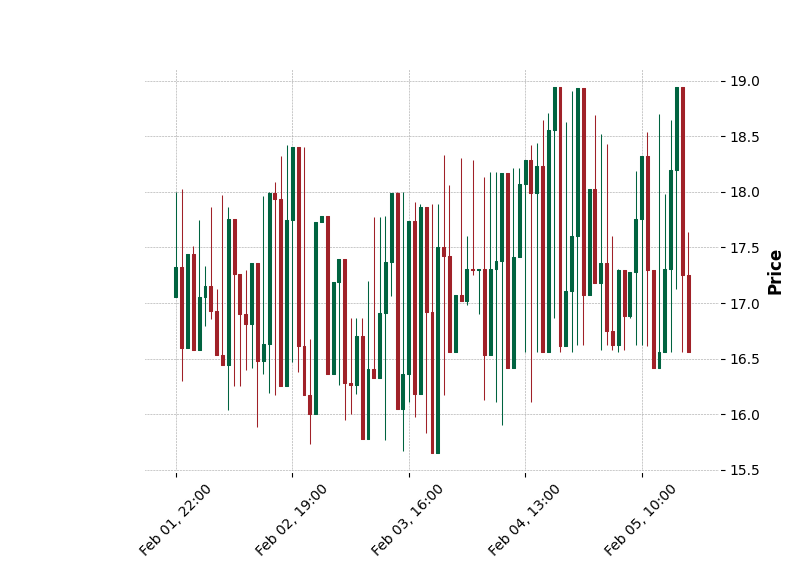 19.0
18.5
18.0
17.5
17.0
16.5
16.0
15.5
Price
Feb 01, 22:00
Feb 02, 19:00
Feb 03, 16:00
Feb 04, 13:00
Feb 05, 10:00